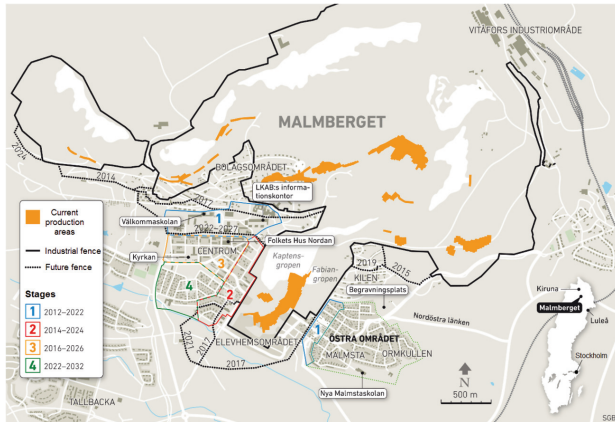 VITÅFORS INDUSTRIOMRÅDE
MALMBERGET
2024
2014
BOLAGSOMRÅDET
LKAB:s informa-
tionskontor
2017
Välkommaskolan
1
2022-2027
CENTRUM
Folkets Hus Nordan
Kyrkan
3
4
2
Kaptens-
gropen
Fabian-
gropen
2019
2015
KILEN
Begravningsplats
Nordöstra länken
1
ÖSTRA OMRÅDET
MALMSTA
ORMKULLEN
Nya Malmstaskolan
ELEVHEMSOMRÅDET
2021
2017
2017
TALLBACKA
Current
production
areas
Industrial fence
Future fence
Stages
1 2012–2022
2 2014–2024
3 2016–2026
4 2022–2032
N
500 m
Kiruna
Malmberget
Luleå
Stockholm
SGB